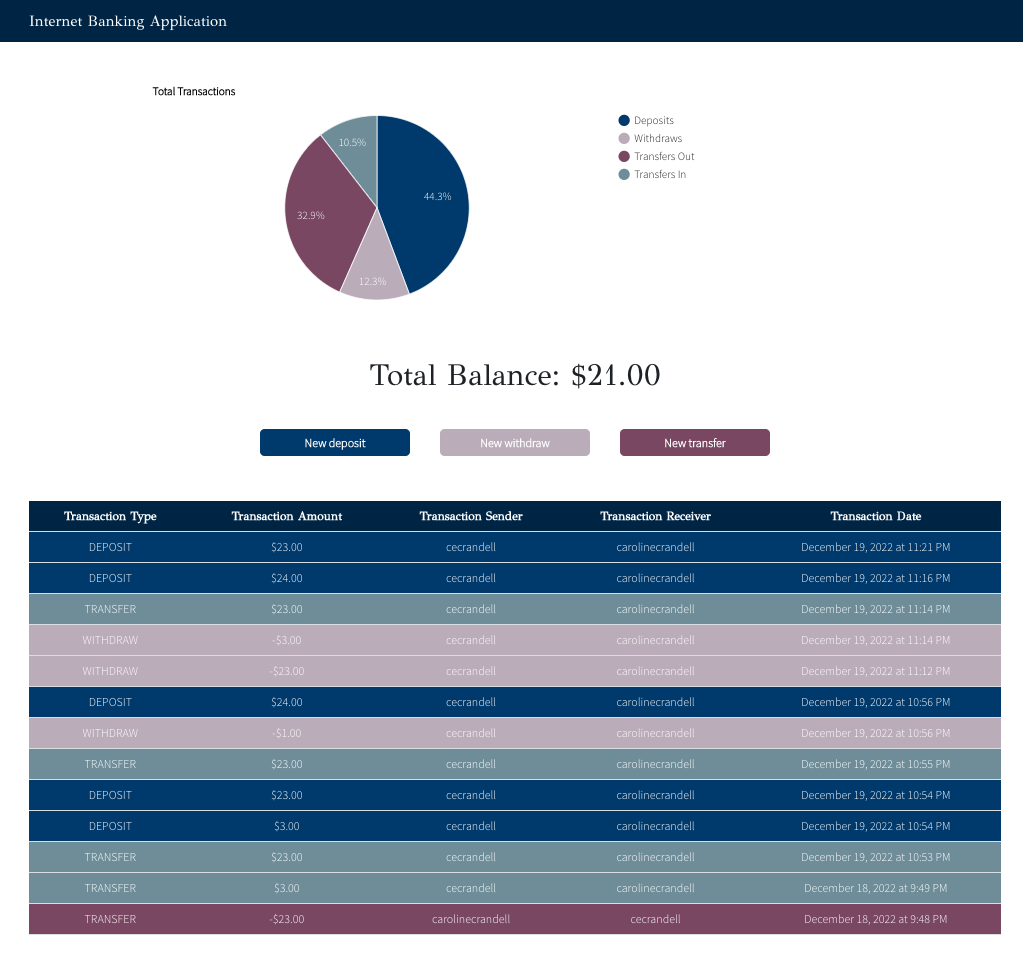 Internet Banking Application
Total Transactions
Deposits
Withdraws
Transfers Out
Transfers In
10.5%
44.3%
32.9%
12.3%
Total Balance: $21.00
New deposit New withdraw New transfer
Transaction Type Transaction Amount Transaction Sender Transaction Receiver Transaction Date
DEPOSIT $23.00 cecrandell carolinecrandell December 19, 2022 at 11:21 PM
DEPOSIT $24.00 cecrandell carolinecrandell December 19, 2022 at 11:16 PM
TRANSFER $23.00 cecrandell carolinecrandell December 19, 2022 at 11:14 PM
WITHDRAW -$3.00 cecrandell carolinecrandell December 19, 2022 at 11:14 PM
WITHDRAW -$23.00 cecrandell carolinecrandell December 19, 2022 at 11:12 PM
DEPOSIT $24.00 cecrandell carolinecrandell December 19, 2022 at 10:56 PM
WITHDRAW -$1.00 cecrandell carolinecrandell December 19, 2022 at 10:56 PM
TRANSFER $23.00 cecrandell carolinecrandell December 19, 2022 at 10:55 PM
DEPOSIT $23.00 cecrandell carolinecrandell December 19, 2022 at 10:54 PM
DEPOSIT $3.00 cecrandell carolinecrandell December 19, 2022 at 10:54 PM
TRANSFER $23.00 cecrandell carolinecrandell December 19, 2022 at 10:53 PM
TRANSFER $3.00 cecrandell carolinecrandell December 18, 2022 at 9:49 PM
TRANSFER -$23.00 carolinecrandell cecrandell December 18, 2022 at 9:48 PM